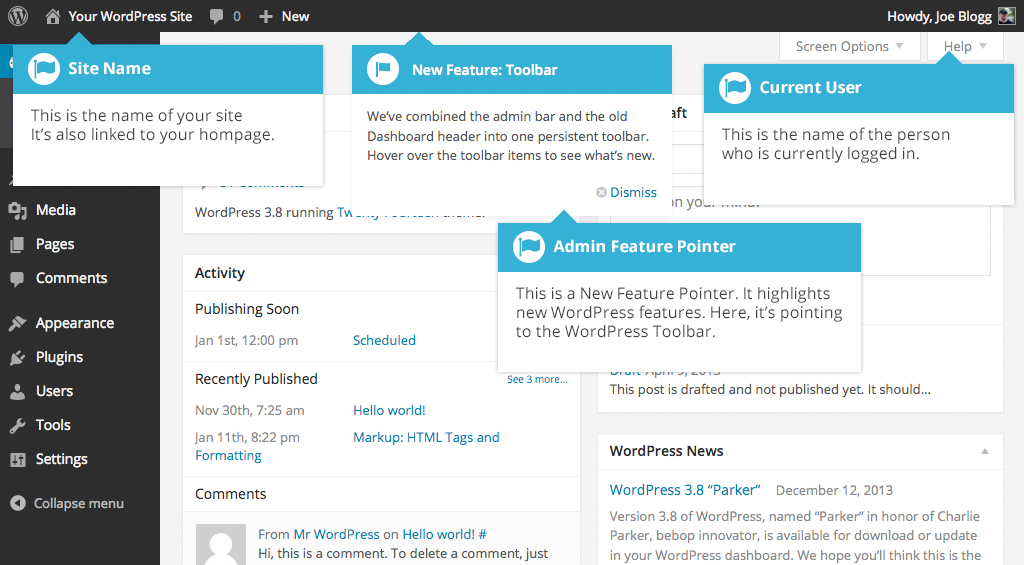 Your WordPress Site 0 New Howdy, Joe Blogg
Screen Options Help
Site Name
This is the name of your site
It's also linked to your hompage.
New Feature: Toolbar
We've combined the admin bar and the old
Dashboard header into one persistent toolbar.
Hover over the toolbar items to see what's new.
Dismiss
Current User
This is the name of the person
who is currently logged in.
on your mind?
WordPress 3.8 running Twenty Fourteen theme.
Admin Feature Pointer
This is a New Feature Pointer. It highlights
new WordPress features. Here, it's pointing
to the WordPress Toolbar.
Media
Pages
Comments
Appearance
Plugins
Users
Tools
Settings
Collapse menu
Activity
Publishing Soon
Jan 1st, 12:00 pm Scheduled
Recently Published See 3 more...
Nov 30th, 7:25 am Hello world!
Jan 11th, 8:22 pm Markup: HTML Tags and
Formatting
Comments
From Mr WordPress on Hello world! #
Hi, this is a comment. To delete a comment, just
Draft April 9, 2013
This post is drafted and not published yet. It should...
WordPress News
WordPress 3.8 “Parker” December 12, 2013
Version 3.8 of WordPress, named “Parker” in honor of Charlie
Parker, bebop innovator, is available for download or update
in your WordPress dashboard. We hope you'll think this is the